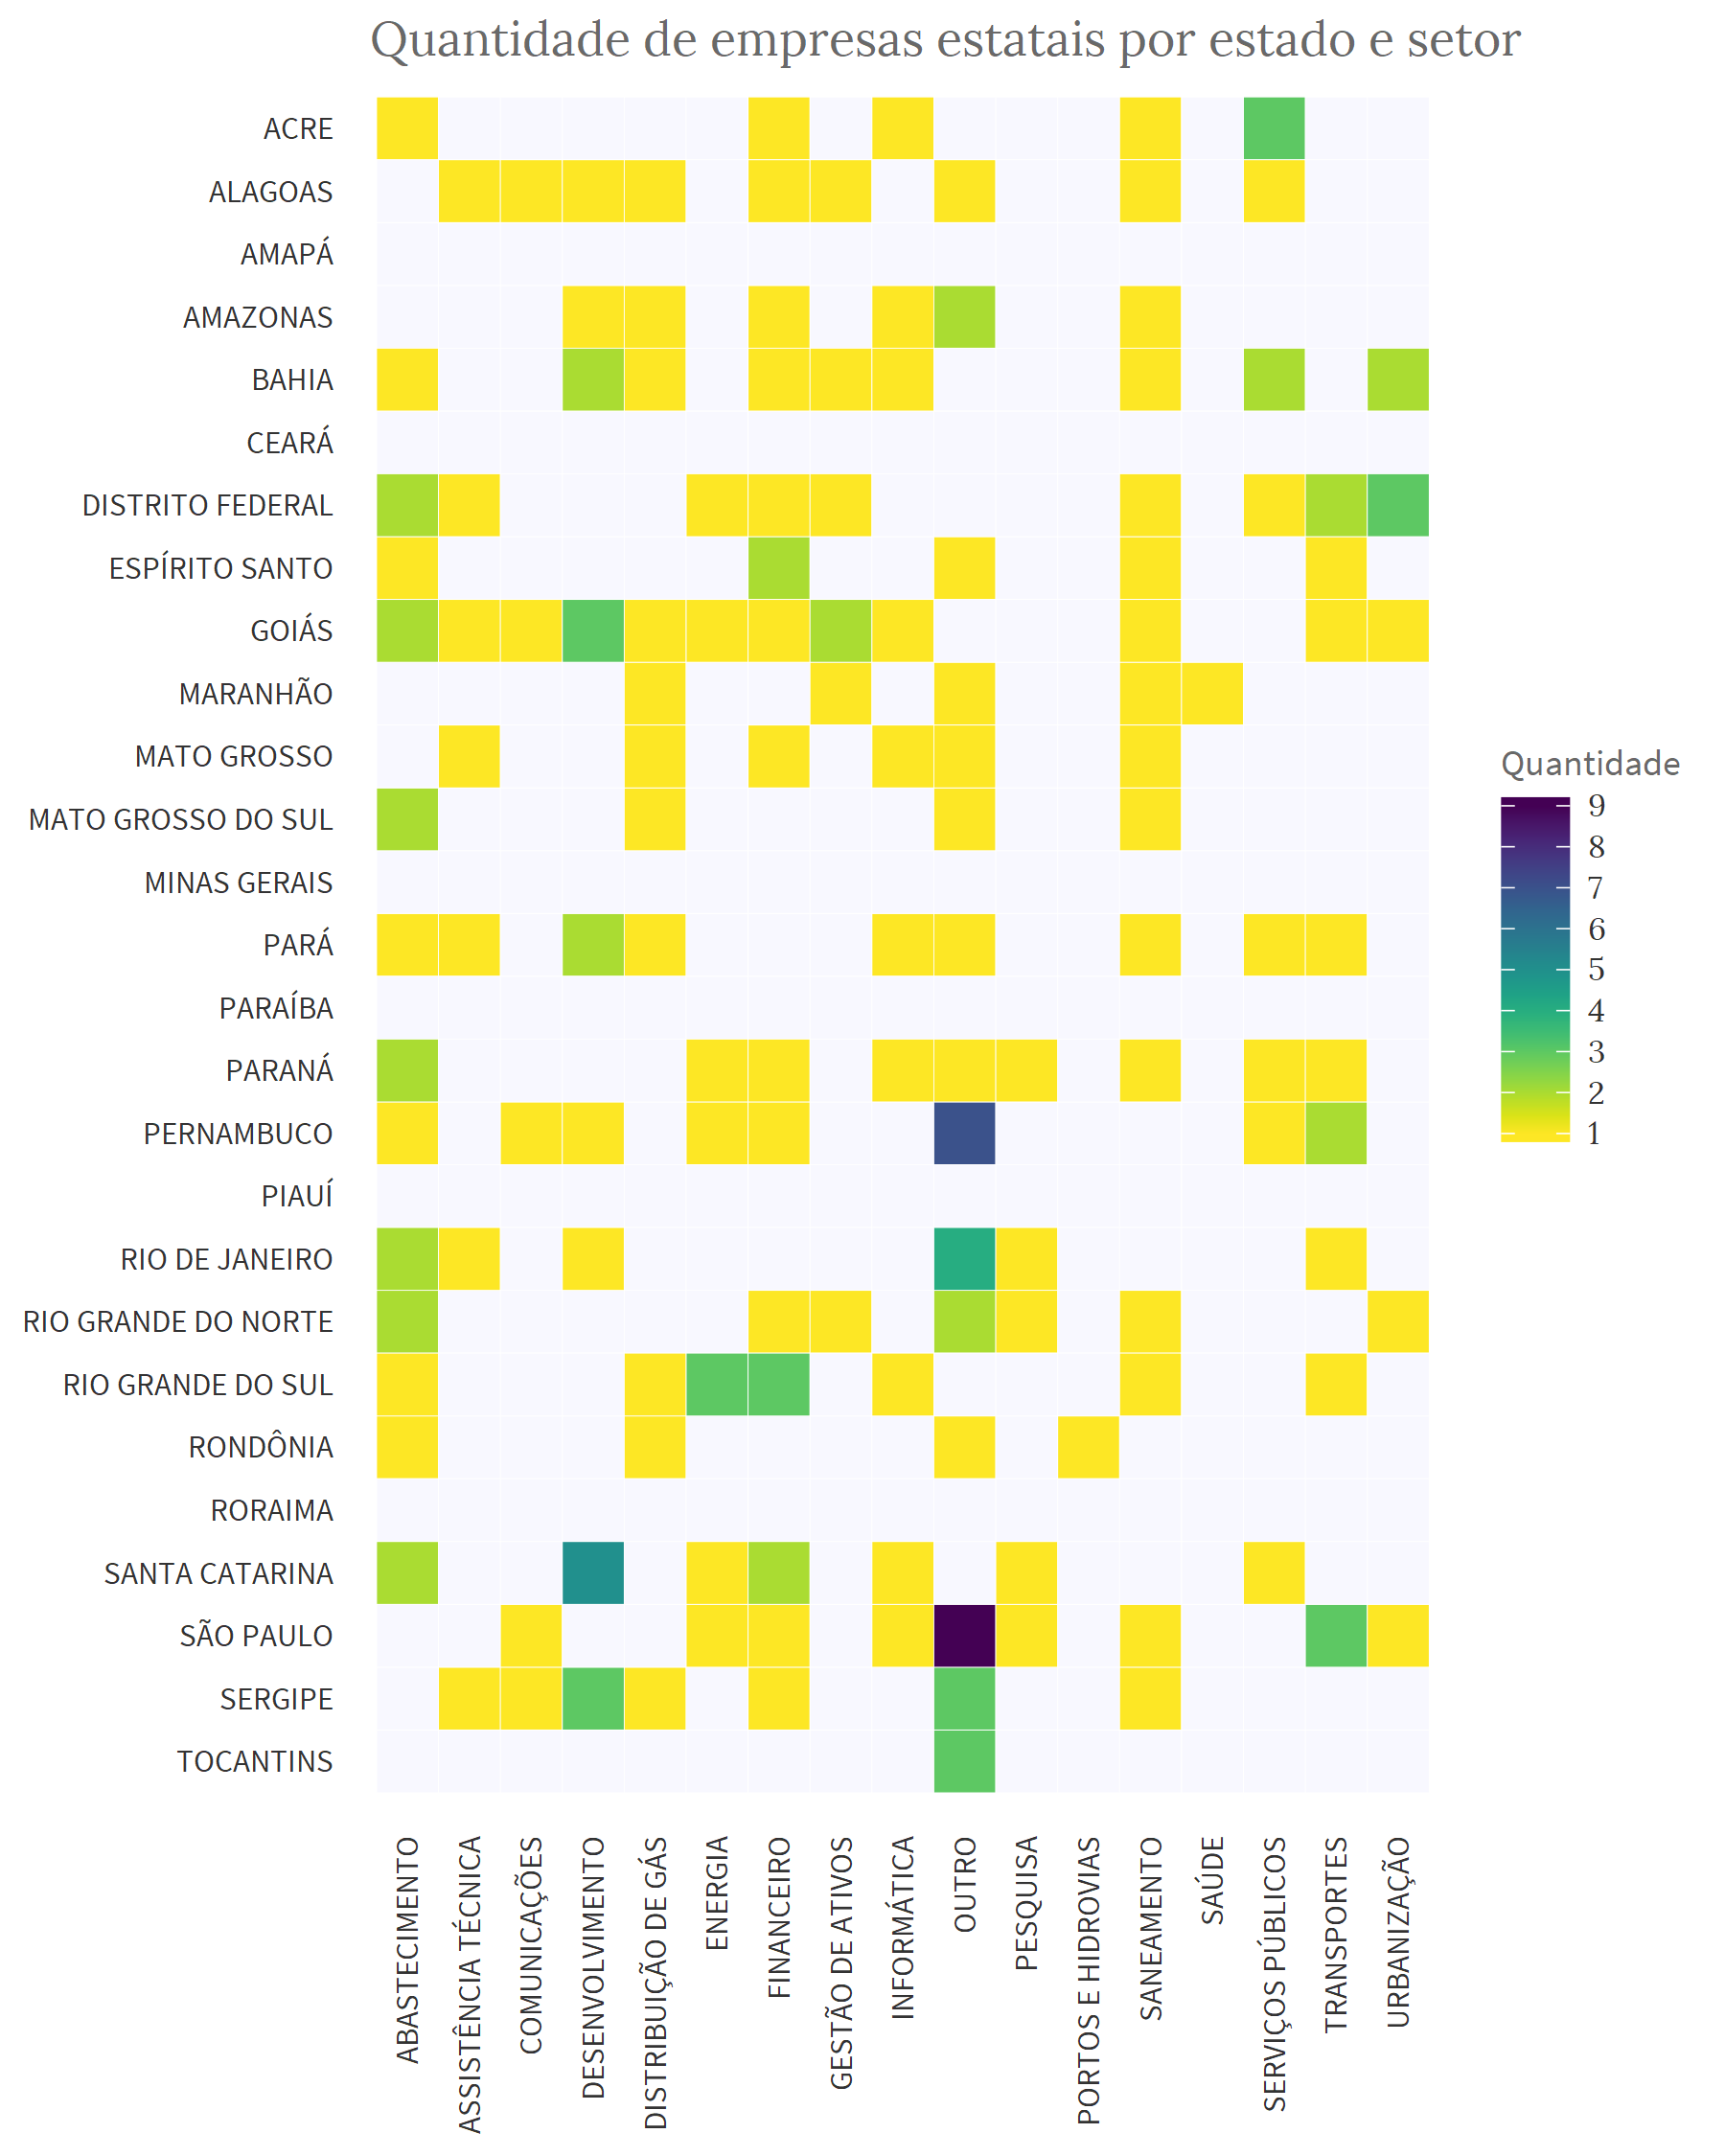 Quantidade de empresas estatais por estado e setor
ACRE
ALAGOAS
AMAPÁ
AMAZONAS
BAHIA
CEARÁ
DISTRITO FEDERAL
ESPÍRITO SANTO
GOIÁS
MARANHÃO
MATO GROSSO
MATO GROSSO DO SUL
MINAS GERAIS
PARÁ
PARAÍBA
PARANÁ
PERNAMBUCO
PIAUÍ
RIO DE JANEIRO
RIO GRANDE DO NORTE
RIO GRANDE DO SUL
RONDÔNIA
RORAIMA
SANTA CATARINA
SÃO PAULO
SERGIPE
TOCANTINS
ABASTECIMENTO
ASSISTÊNCIA TÉCNICA
COMUNICAÇÕES
DESENVOLVIMENTO
DISTRIBUIÇÃO DE GÁS
ENERGIA
FINANCEIRO
GESTÃO DE ATIVOS
INFORMÁTICA
OUTRO
PESQUISA
PORTOS E HIDROVIAS
SANEAMENTO
SAÚDE
SERVIÇOS PÚBLICOS
TRANSPORTES
URBANIZAÇÃO
Quantidade
9
8
7
6
5
4
3
2
1